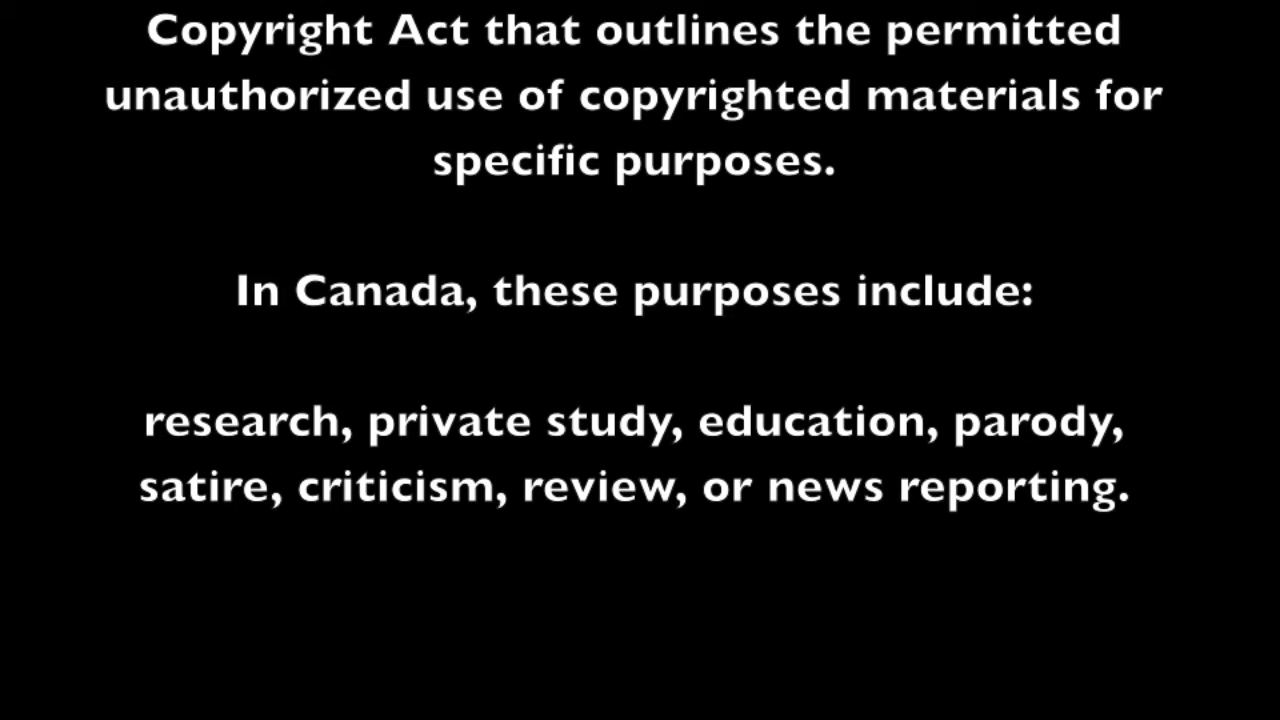 Copyright Act that outlines the permitted
unauthorized use of copyrighted materials for
specific purposes.
In Canada, these purposes include:
research, private study, education, parody,
satire, criticism, review, or news reporting.